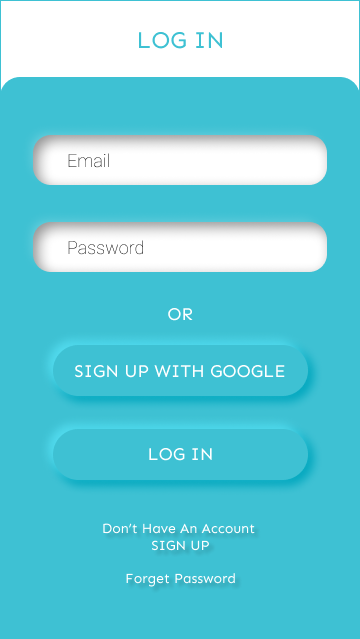 LOG IN
Email
Password
OR
SIGN UP WITH GOOGLE
LOG IN
Don't Have An Account
SIGN UP
Forget Password